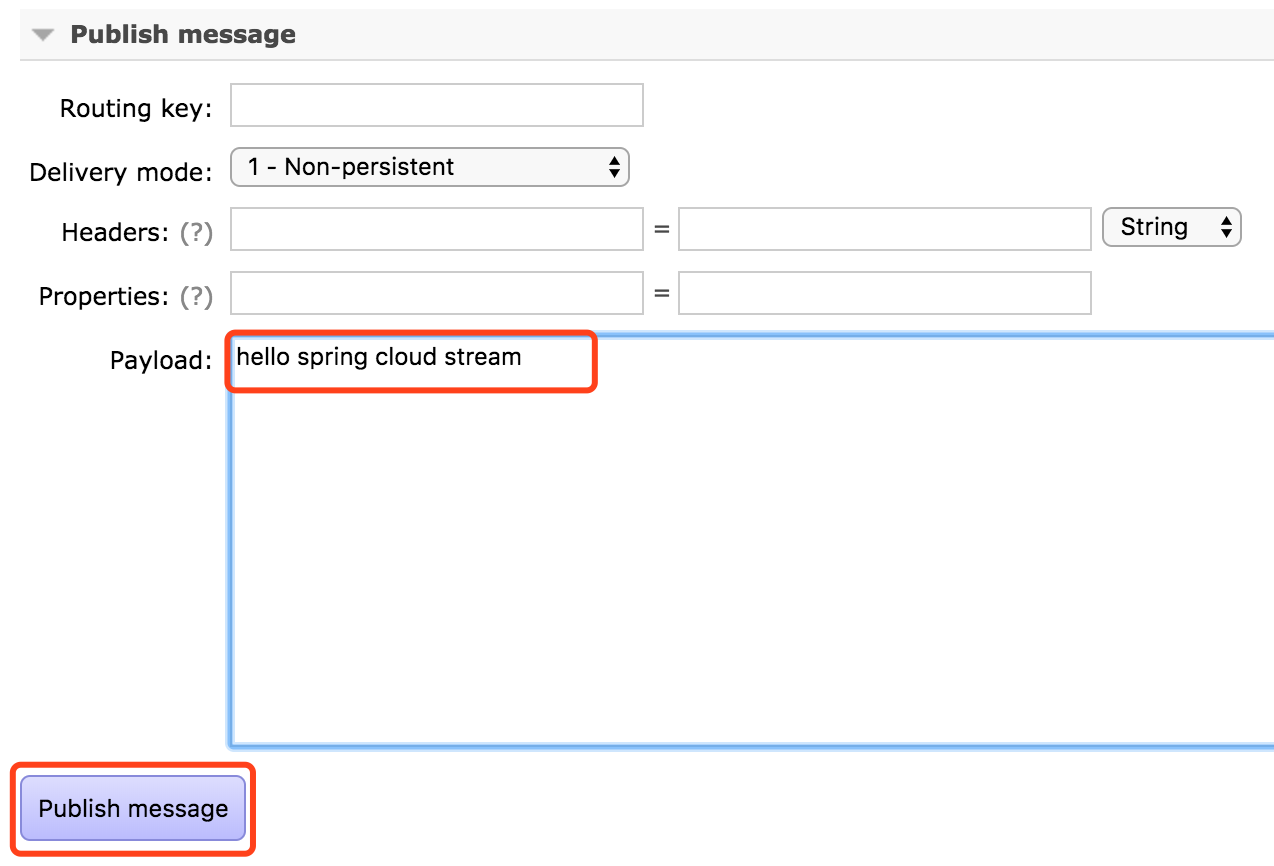 Publish message
Routing key:
Delivery mode: 1 - Non-persistent
Headers: (?) = String
Properties: (?) =
Payload: hello spring cloud stream
Publish message